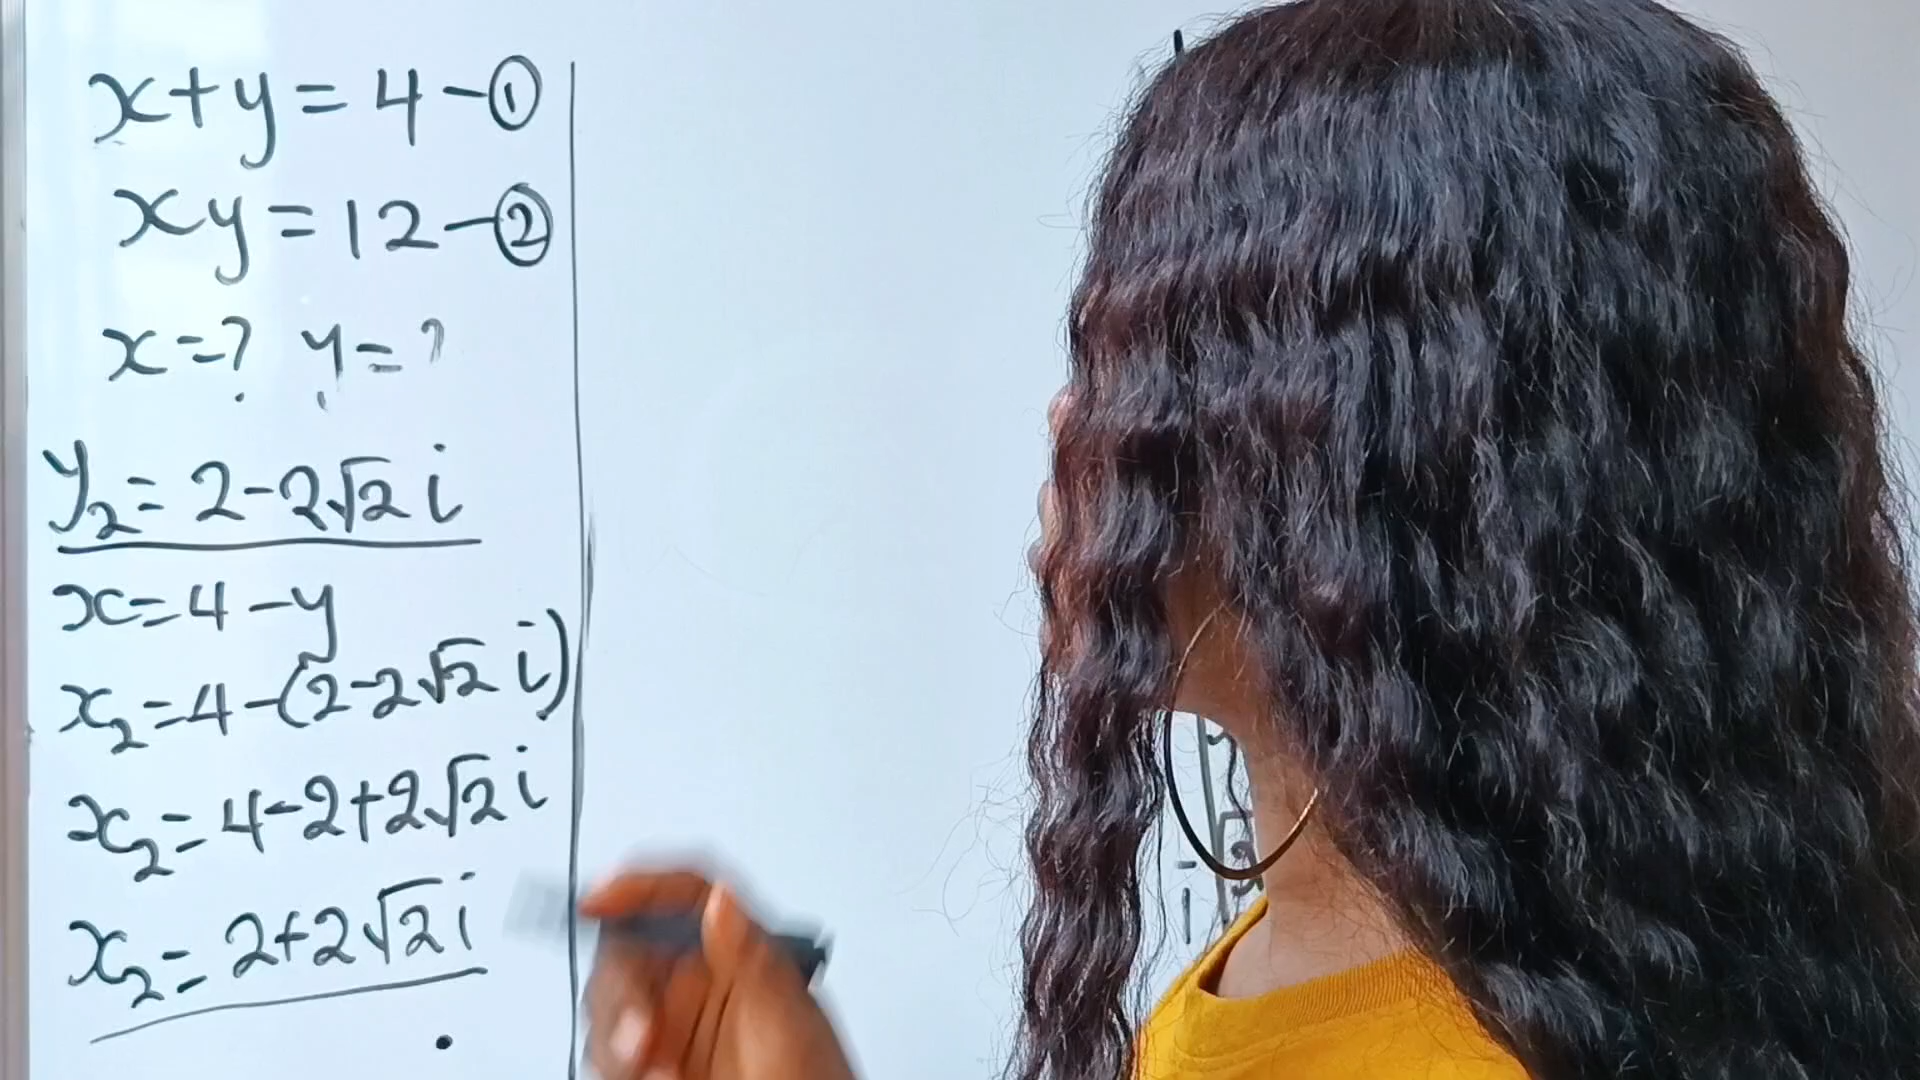 x+y=4-①
xy=12-②
x=? y=?
y₂=2-2√2 i
x=4-y
x₂=4-(2-2√2 i)
x₂=4-2+2√2 i
x₂=2+2√2 i